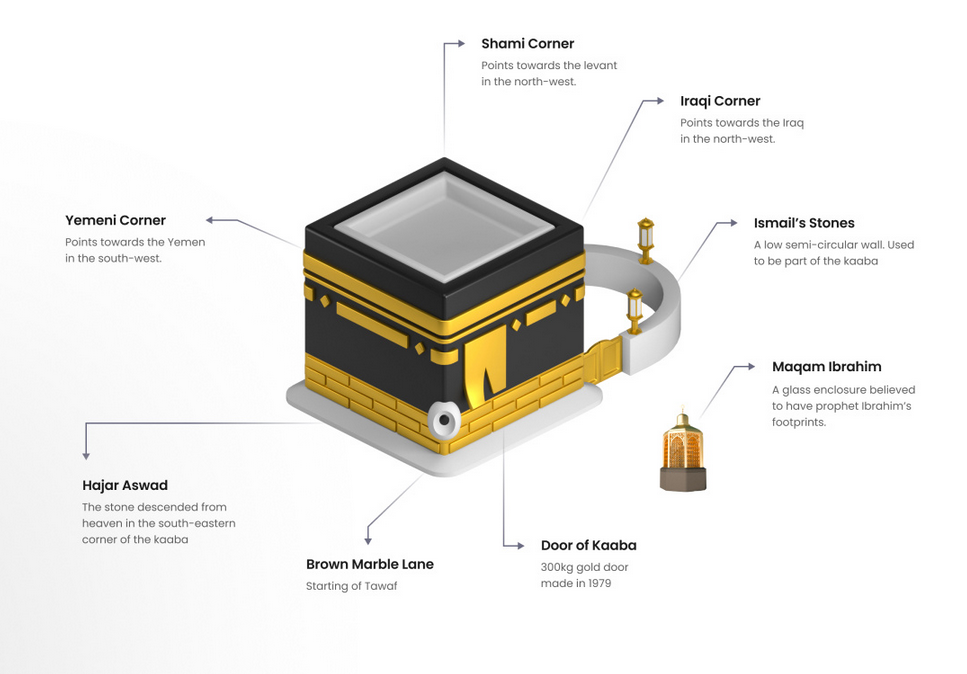 Shami Corner
Points towards the levant
in the north-west.
Iraqi Corner
Points towards the Iraq
in the north-west.
Yemeni Corner
Points towards the Yemen
in the south-west.
Ismail's Stones
A low semi-circular wall. Used
to be part of the kaaba
Maqam Ibrahim
A glass enclosure believed
to have prophet Ibrahim's
footprints.
Hajar Aswad
The stone descended from
heaven in the south-eastern
corner of the kaaba
Brown Marble Lane
Starting of Tawaf
Door of Kaaba
300kg gold door
made in 1979